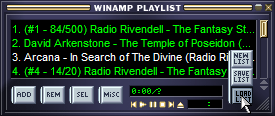 WINAMP PLAYLIST
1. (#1 - 84/500) Radio Rivendell - The Fantasy St...
2. David Arkenstone - The Temple of Poseidon (...
3. Arcana - In Search of The Divine (Radio Ri
4. (#4 - 14/20) Radio Rivendell - The Fantasy
NEW LIST
SAVE LIST
LOAD
ADD REM SEL MISC 0:00/?
: